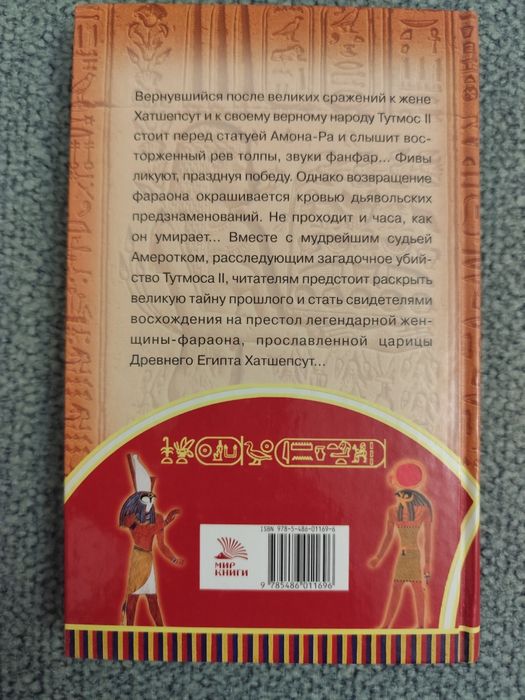 Вернувшийся после великих сражений к жене
Хатшепсут и к своему верному народу Тутмос II
стоит перед статуей Амона-Ра и слышит вос-
торженный рев толпы, звуки фанфар... Фивы
ликуют, празднуя победу. Однако возвращение
фараона окрашивается кровью дьявольских
предзнаменований. Не проходит и часа, как
он умирает... Вместе с мудрейшим судьей
Амеротком, расследующим загадочное убий-
ство Тутмоса II, читателям предстоит раскрыть
великую тайну прошлого и стать свидетелями
восхождения на престол легендарной жен-
щины-фараона, прославленной царицы
Древнего Египта Хатшепсут...
ISBN 978-5-486-01169-6
МИР
КНИГИ
9 785486 011696